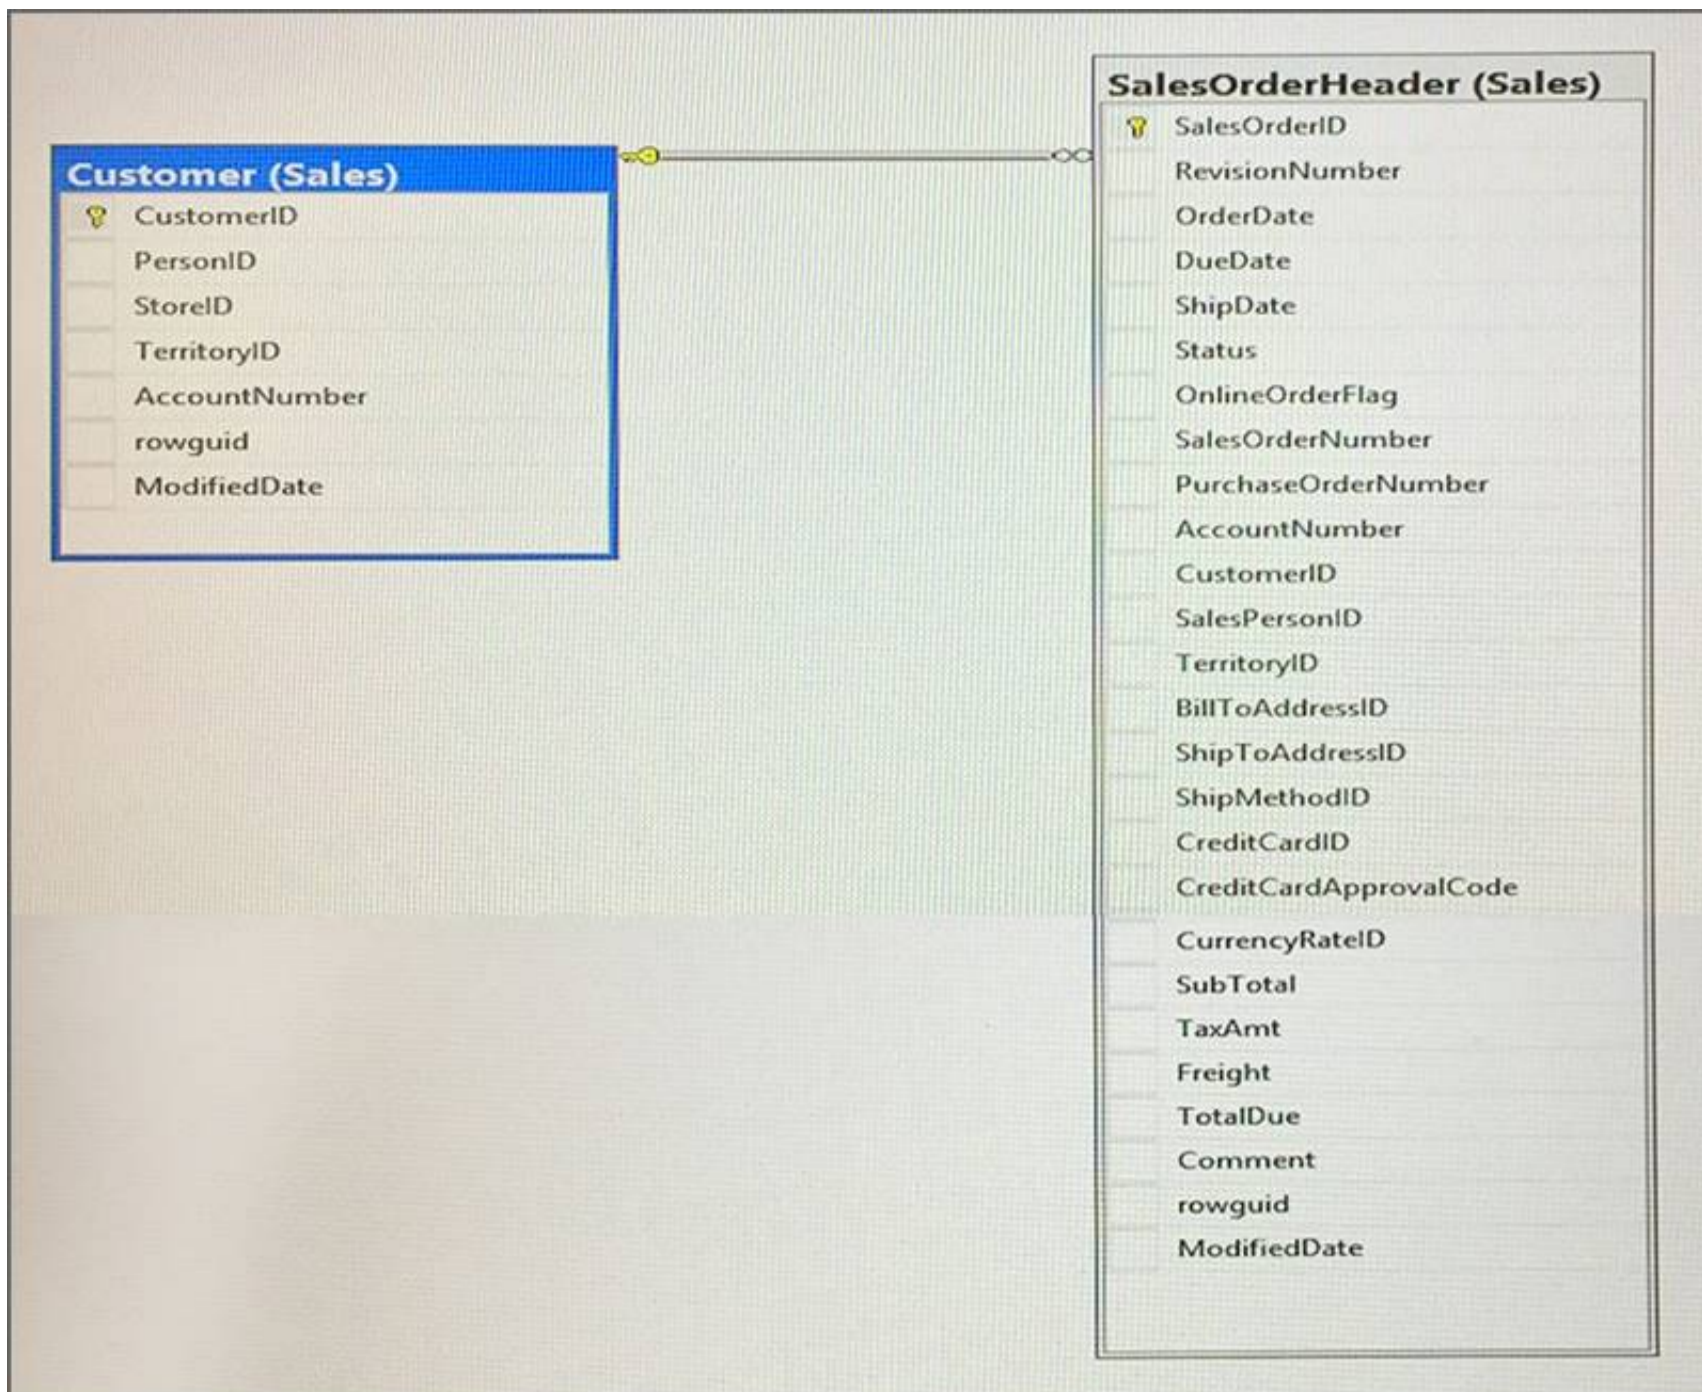 Customer (Sales)
CustomerID
PersonID
StoreID
TerritoryID
AccountNumber
rowguid
ModifiedDate
SalesOrderHeader (Sales)
SalesOrderID
RevisionNumber
OrderDate
DueDate
ShipDate
Status
OnlineOrderFlag
SalesOrderNumber
PurchaseOrderNumber
AccountNumber
CustomerID
SalesPersonID
TerritoryID
BillToAddressID
ShipToAddressID
ShipMethodID
CreditCardID
CreditCardApprovalCode
CurrencyRateID
SubTotal
TaxAmt
Freight
TotalDue
Comment
rowguid
ModifiedDate